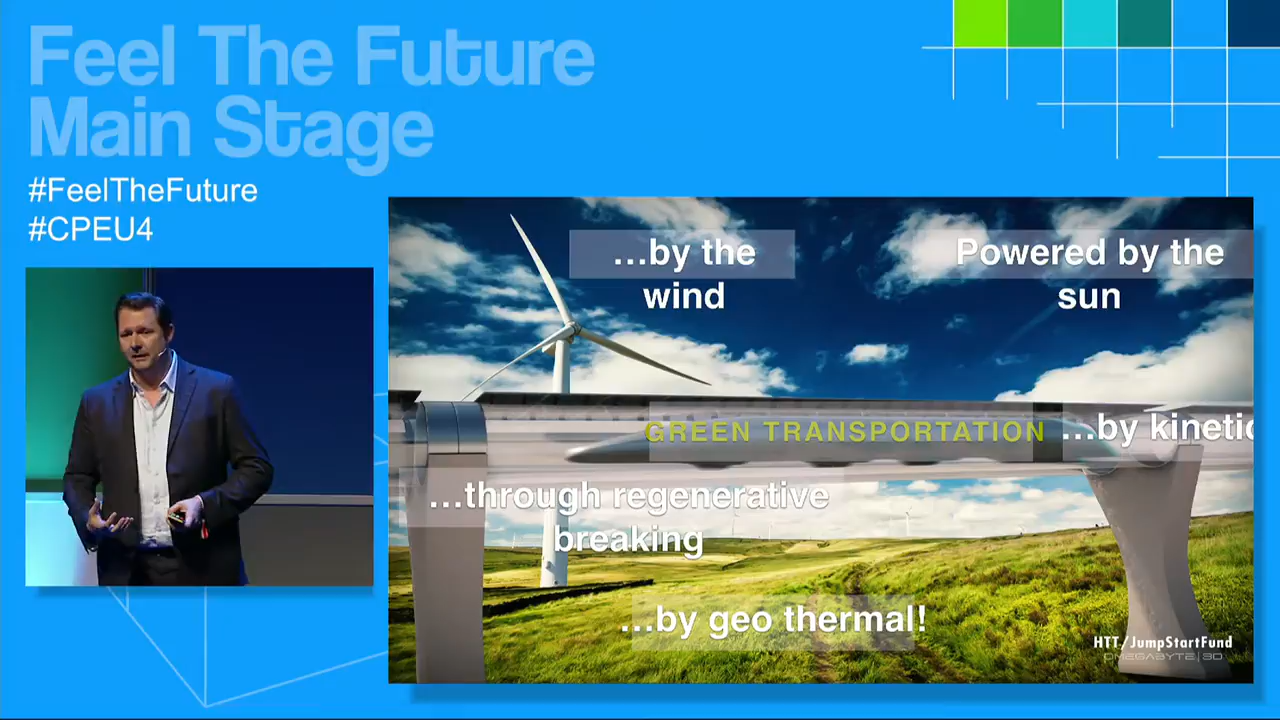 Feel The Future
Main Stage
#FeelTheFuture
#CPEU4
...by the
wind
Powered by the
sun
GREEN TRANSPORTATION
...by kinetic
...through regenerative
breaking
...by geo thermal!
HTT/JumpStartFund
OMEGABYTE|3D